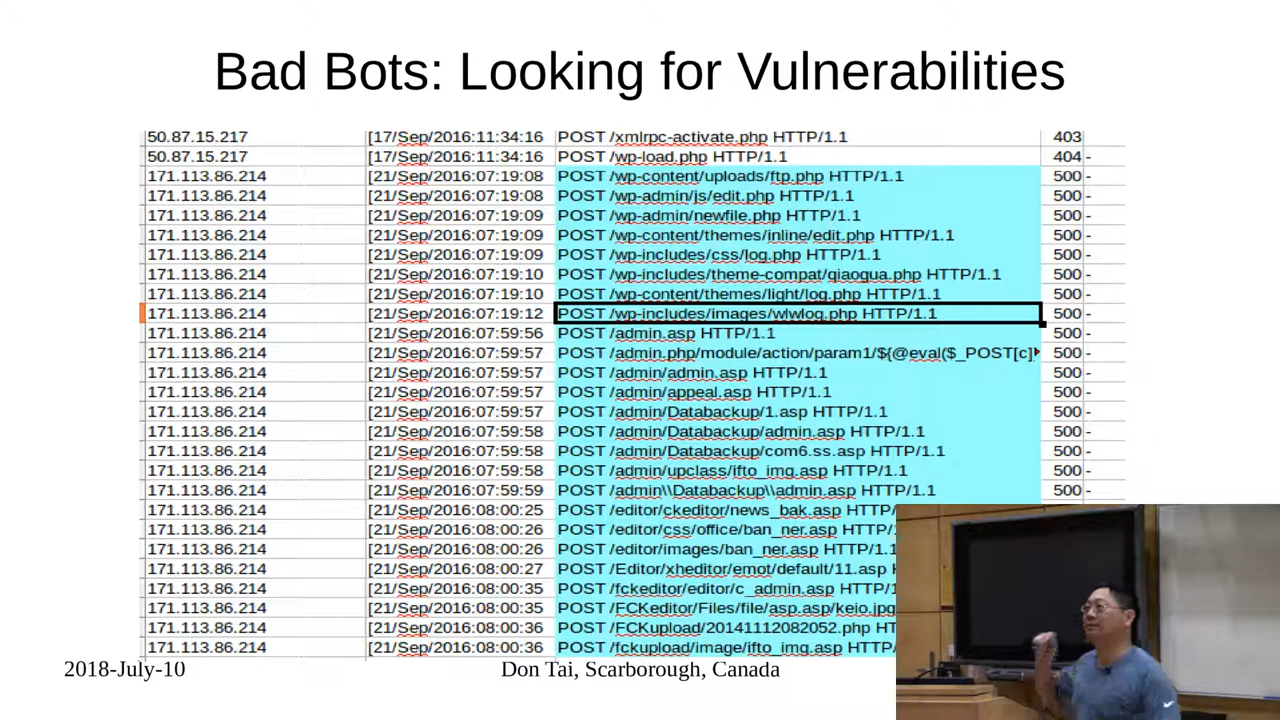 Bad Bots: Looking for Vulnerabilities
50.87.15.217 [17/Sep/2016:11:34:16 POST /xmlrpc-activate.php HTTP/1.1 403
50.87.15.217 [17/Sep/2016:11:34:16 POST /wp-load.php HTTP/1.1 404 -
171.113.86.214 [21/Sep/2016:07:19:08 POST /wp-content/uploads/ftp.php HTTP/1.1 500 -
171.113.86.214 [21/Sep/2016:07:19:08 POST /wp-admin/js/edit.php HTTP/1.1 500 -
171.113.86.214 [21/Sep/2016:07:19:09 POST /wp-admin/newfile.php HTTP/1.1 500 -
171.113.86.214 [21/Sep/2016:07:19:09 POST /wp-content/themes/inline/edit.php HTTP/1.1 500 -
171.113.86.214 [21/Sep/2016:07:19:09 POST /wp-includes/css/log.php HTTP/1.1 500 -
171.113.86.214 [21/Sep/2016:07:19:10 POST /wp-includes/theme-compat/qiaogua.php HTTP/1.1 500 -
171.113.86.214 [21/Sep/2016:07:19:10 POST /wp-content/themes/light/log.php HTTP/1.1 500 -
171.113.86.214 [21/Sep/2016:07:19:12 POST /wp-includes/images/wlwlog.php HTTP/1.1 500 -
171.113.86.214 [21/Sep/2016:07:59:56 POST /admin.asp HTTP/1.1 500 -
171.113.86.214 [21/Sep/2016:07:59:57 POST /admin.php/module/action/param1/${@eval($_POST[c] 500 -
171.113.86.214 [21/Sep/2016:07:59:57 POST /admin/admin.asp HTTP/1.1 500 -
171.113.86.214 [21/Sep/2016:07:59:57 POST /admin/appeal.asp HTTP/1.1 500 -
171.113.86.214 [21/Sep/2016:07:59:57 POST /admin/Databackup/1.asp HTTP/1.1 500 -
171.113.86.214 [21/Sep/2016:07:59:58 POST /admin/Databackup/admin.asp HTTP/1.1 500 -
171.113.86.214 [21/Sep/2016:07:59:58 POST /admin/Databackup/com6.ss.asp HTTP/1.1 500 -
171.113.86.214 [21/Sep/2016:07:59:58 POST /admin/upclass/ifto_img.asp HTTP/1.1 500 -
171.113.86.214 [21/Sep/2016:07:59:59 POST /admin\\Databackup\\admin.asp HTTP/1.1 500 -
171.113.86.214 [21/Sep/2016:08:00:25 POST /editor/ckeditor/news_bak.asp HTTP/
171.113.86.214 [21/Sep/2016:08:00:26 POST /editor/css/office/ban_ner.asp HTTP/
171.113.86.214 [21/Sep/2016:08:00:26 POST /editor/images/ban_ner.asp HTTP/1.1
171.113.86.214 [21/Sep/2016:08:00:27 POST /Editor/xheditor/emot/default/11.asp H
171.113.86.214 [21/Sep/2016:08:00:35 POST /fckeditor/editor/c_admin.asp HTTP/
171.113.86.214 [21/Sep/2016:08:00:35 POST /FCKeditor/Files/file/asp.asp/keio.jpg
171.113.86.214 [21/Sep/2016:08:00:36 POST /FCKupload/20141112082052.php HT
171.113.86.214 [21/Sep/2016:08:00:36 POST /fckupload/image/ifto_img.asp HTTP/
2018-July-10 Don Tai, Scarborough, Canada